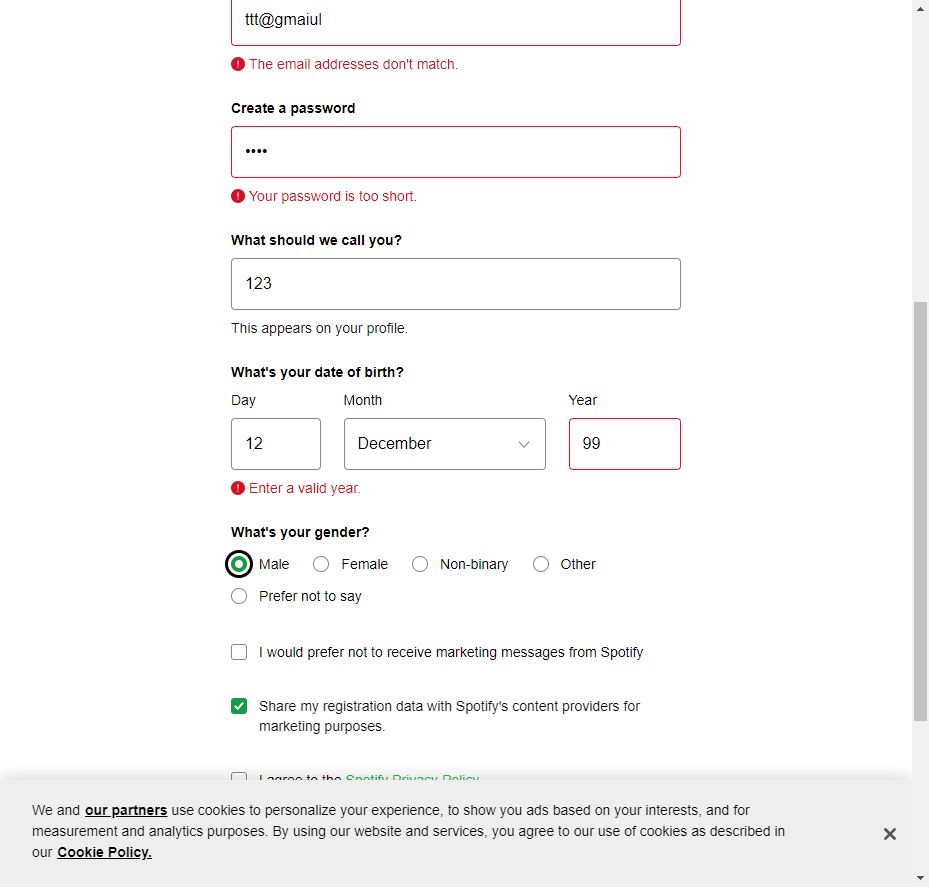 ttt@gmaiul
The email addresses don't match.
Create a password
••••
Your password is too short.
What should we call you?
123
This appears on your profile.
What's your date of birth?
Day Month Year
12 December 99
Enter a valid year.
What's your gender?
Male Female Non-binary Other
Prefer not to say
I would prefer not to receive marketing messages from Spotify
Share my registration data with Spotify's content providers for
marketing purposes.
I agree to the Spotify Privacy Policy
We and our partners use cookies to personalize your experience, to show you ads based on your interests, and for
measurement and analytics purposes. By using our website and services, you agree to our use of cookies as described in
our Cookie Policy.